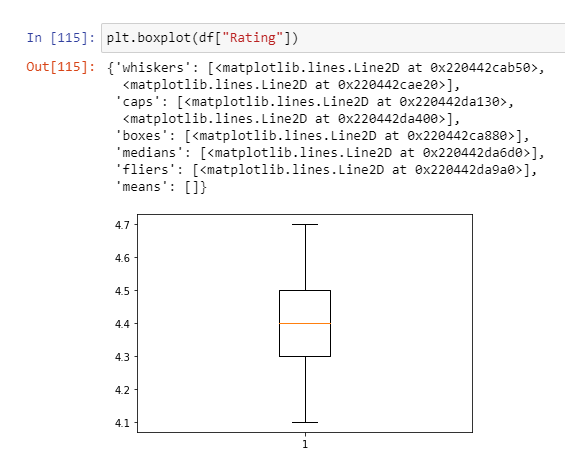 In [115]: plt.boxplot(df["Rating"])
Out[115]: {'whiskers': [<matplotlib.lines.Line2D at 0x220442cab50>,
<matplotlib.lines.Line2D at 0x220442cae20>],
'caps': [<matplotlib.lines.Line2D at 0x220442da130>,
<matplotlib.lines.Line2D at 0x220442da400>],
'boxes': [<matplotlib.lines.Line2D at 0x220442ca880>],
'medians': [<matplotlib.lines.Line2D at 0x220442da6d0>],
'fliers': [<matplotlib.lines.Line2D at 0x220442da9a0>],
'means': []}
4.7
4.6
4.5
4.4
4.3
4.2
4.1
1